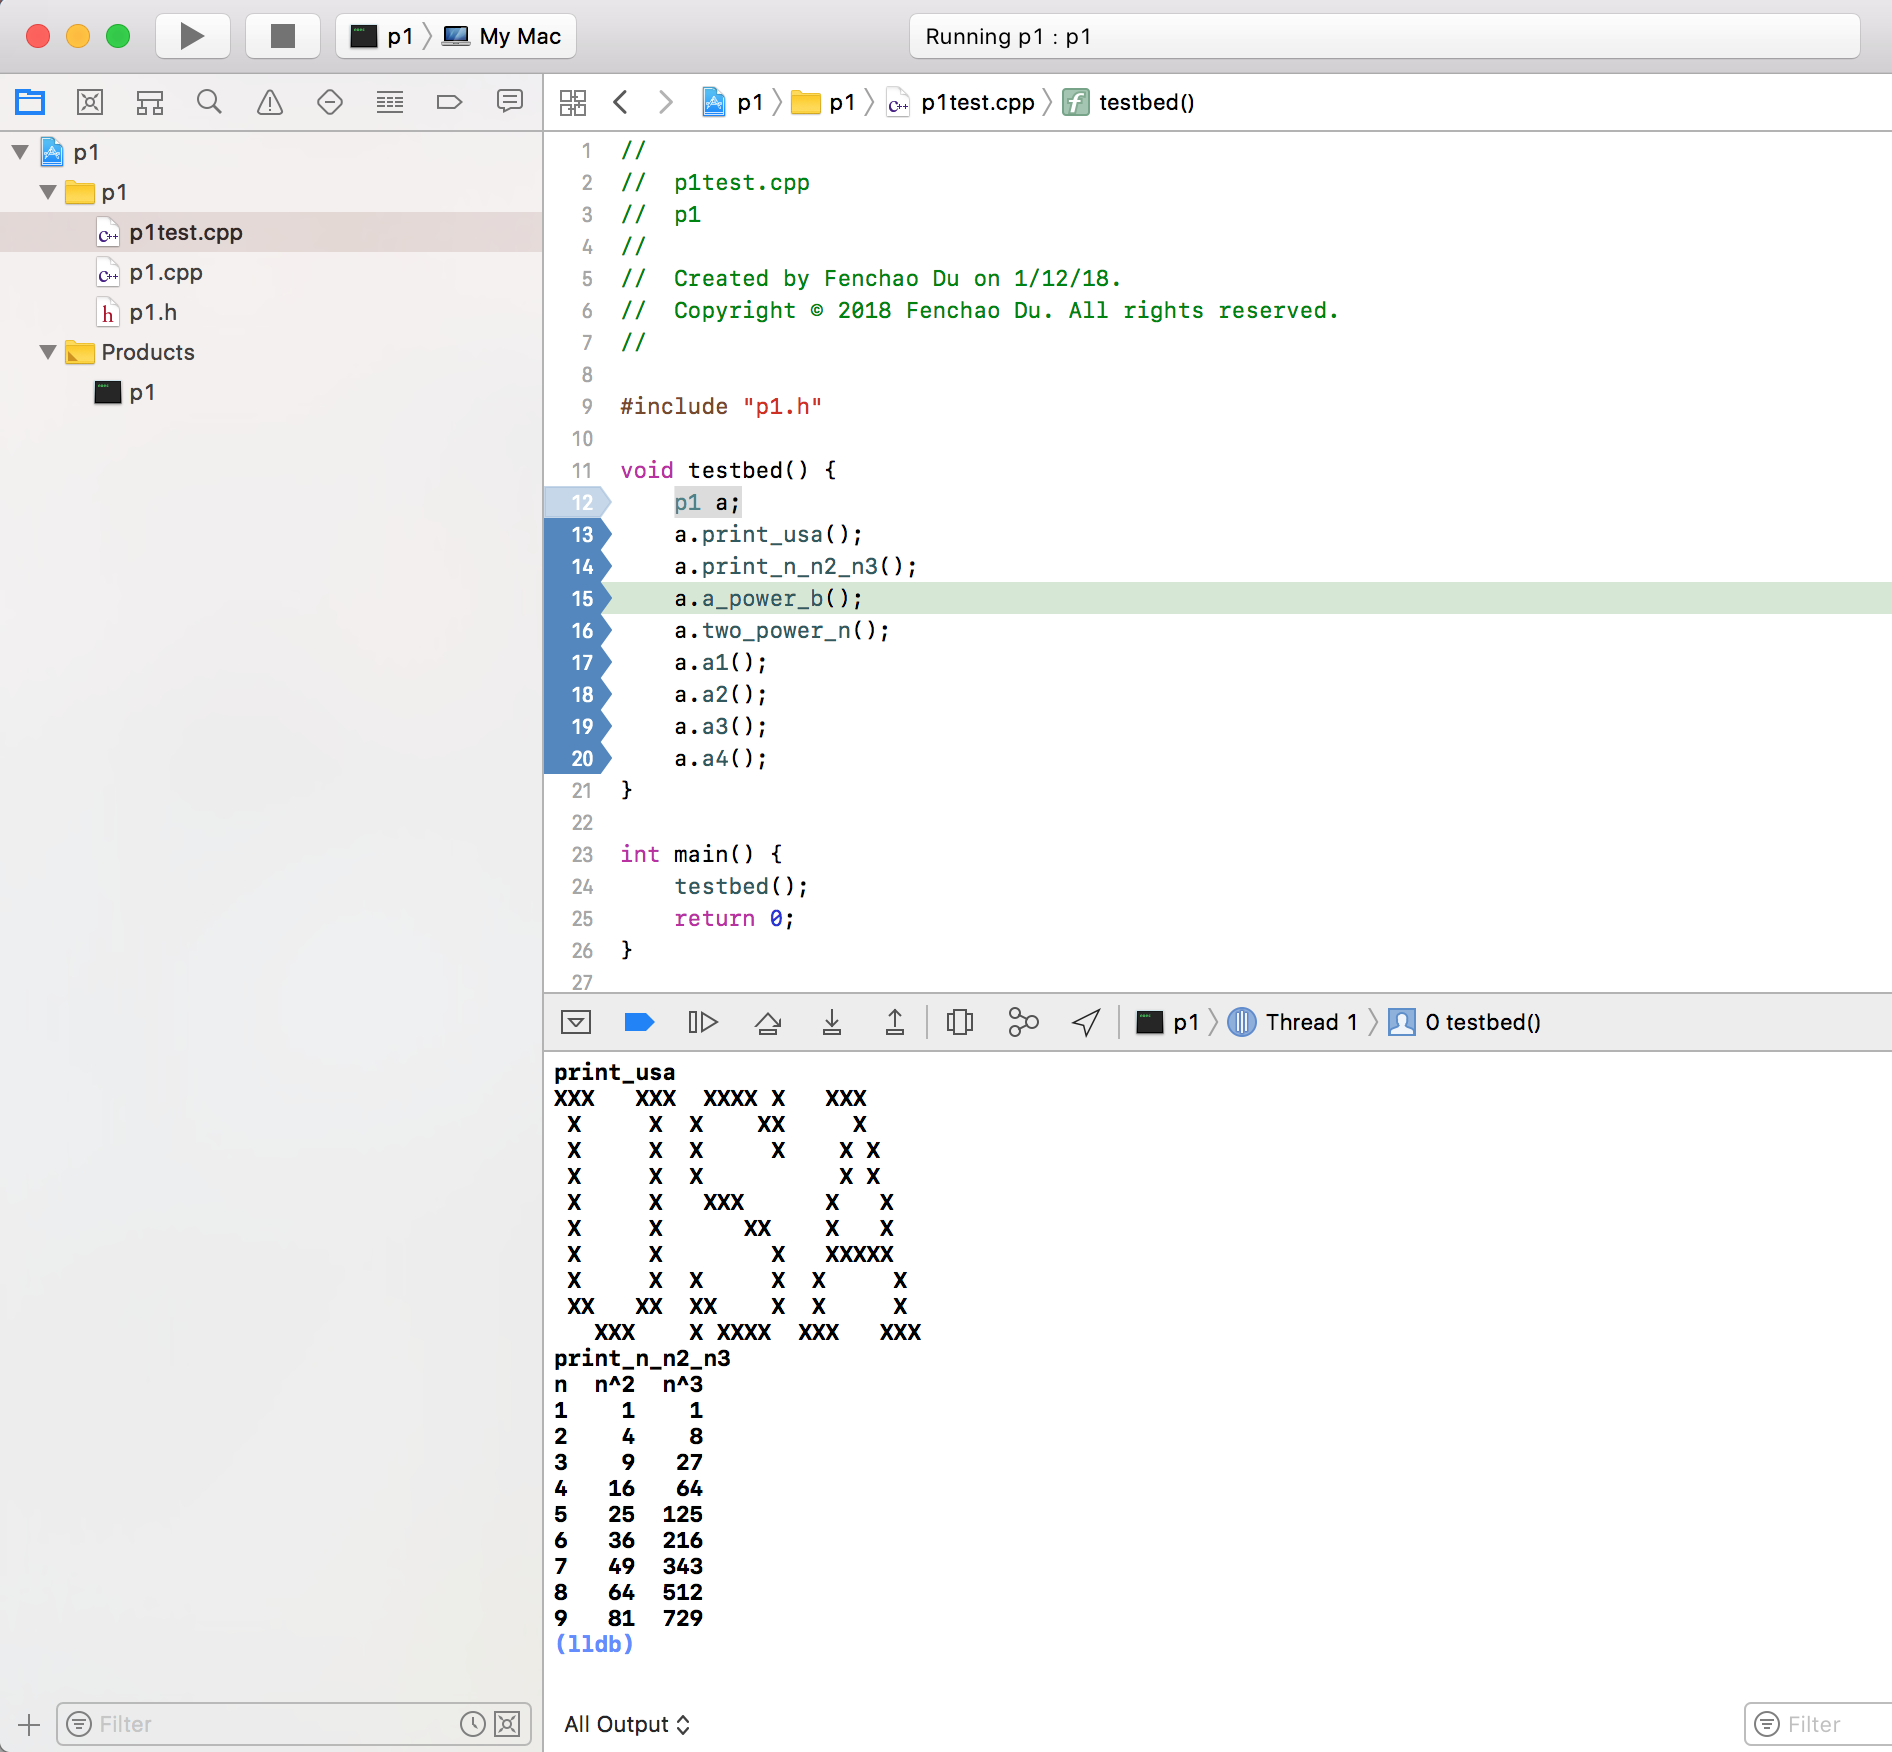 p1 My Mac Running p1 : p1
p1 p1 p1test.cpp testbed()
p1
p1
p1test.cpp
p1.cpp
p1.h
Products
p1
1 //
2 //  p1test.cpp
3 //  p1
4 //
5 //  Created by Fenchao Du on 1/12/18.
6 //  Copyright © 2018 Fenchao Du. All rights reserved.
7 //
8
9 #include "p1.h"
10
11 void testbed() {
12     p1 a;
13     a.print_usa();
14     a.print_n_n2_n3();
15     a.a_power_b();
16     a.two_power_n();
17     a.a1();
18     a.a2();
19     a.a3();
20     a.a4();
21 }
22
23 int main() {
24     testbed();
25     return 0;
26 }
27
p1 Thread 1 0 testbed()
print_usa
XXX   XXX  XXXX X   XXX
 X     X  X    XX     X
 X     X  X     X    X X
 X     X  X          X X
 X     X   XXX      X   X
 X     X      XX    X   X
 X     X        X   XXXXX
 X     X  X     X  X     X
 XX   XX  XX    X  X     X
   XXX    X XXXX  XXX   XXX
print_n_n2_n3
n  n^2  n^3
1    1    1
2    4    8
3    9   27
4   16   64
5   25  125
6   36  216
7   49  343
8   64  512
9   81  729
(lldb)
Filter All Output Filter